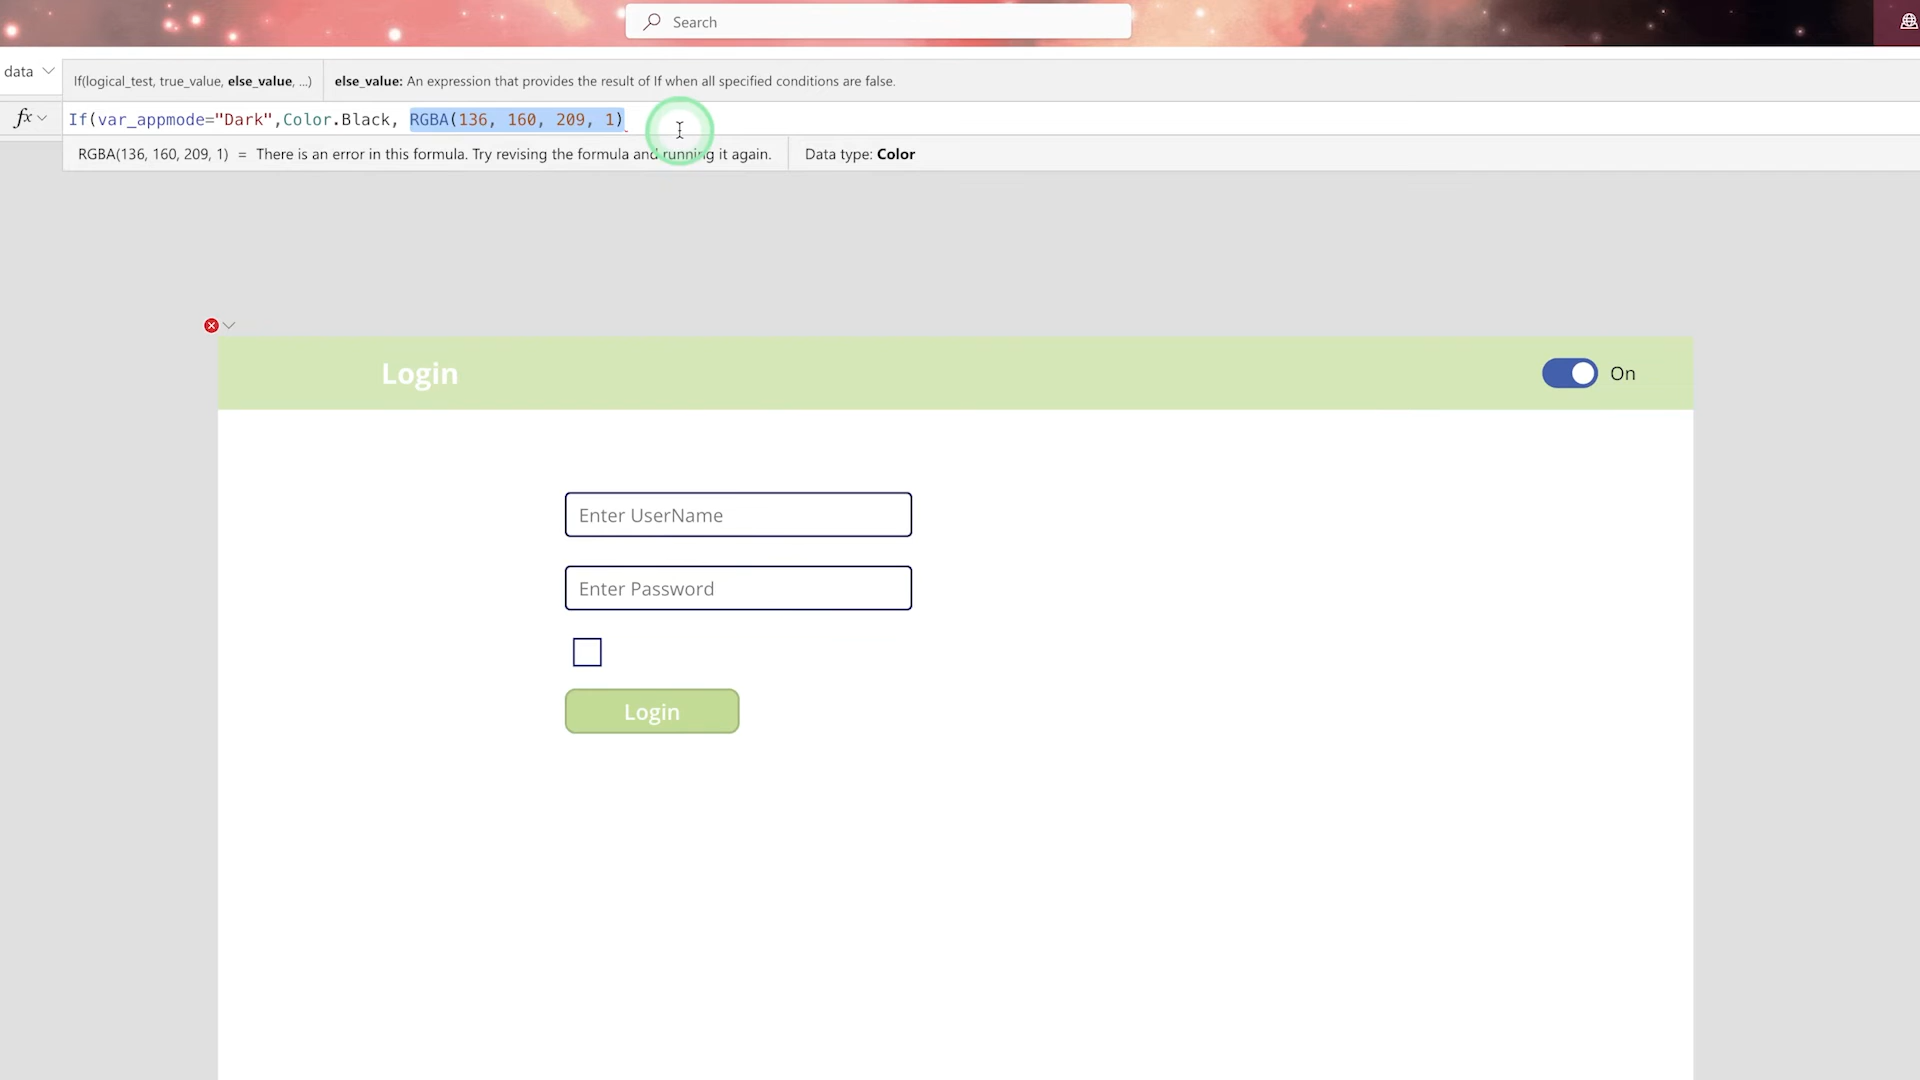 Search
data
If(logical_test, true_value, else_value, ...)
else_value: An expression that provides the result of If when all specified conditions are false.
fx
If(var_appmode="Dark",Color.Black, RGBA(136, 160, 209, 1)
RGBA(136, 160, 209, 1) = There is an error in this formula. Try revising the formula and running it again.
Data type: Color
Login
On
Enter UserName
Enter Password
Login